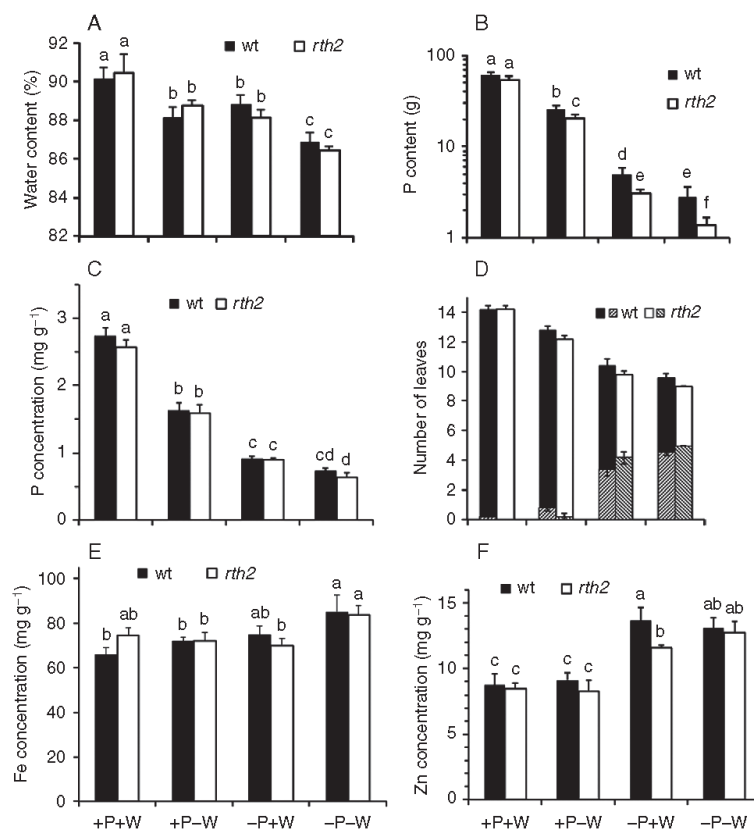 A
wt rth2
92
90
88
86
84
82
Water content (%)
a a
b b
b b
c c
B
wt
rth2
100
10
1
P content (g)
a a
b c
d e
e f
C
wt rth2
3
2
1
0
P concentration (mg g⁻¹)
a a
b b
c c
cd d
D
wt rth2
14
12
10
8
6
4
2
0
Number of leaves
E
wt rth2
100
80
60
40
20
0
Fe concentration (mg g⁻¹)
b ab
b b
ab b
a a
+P+W +P–W –P+W –P–W
F
wt rth2
15
10
5
0
Zn concentration (mg g⁻¹)
c c
c c
a b
ab ab
+P+W +P–W –P+W –P–W